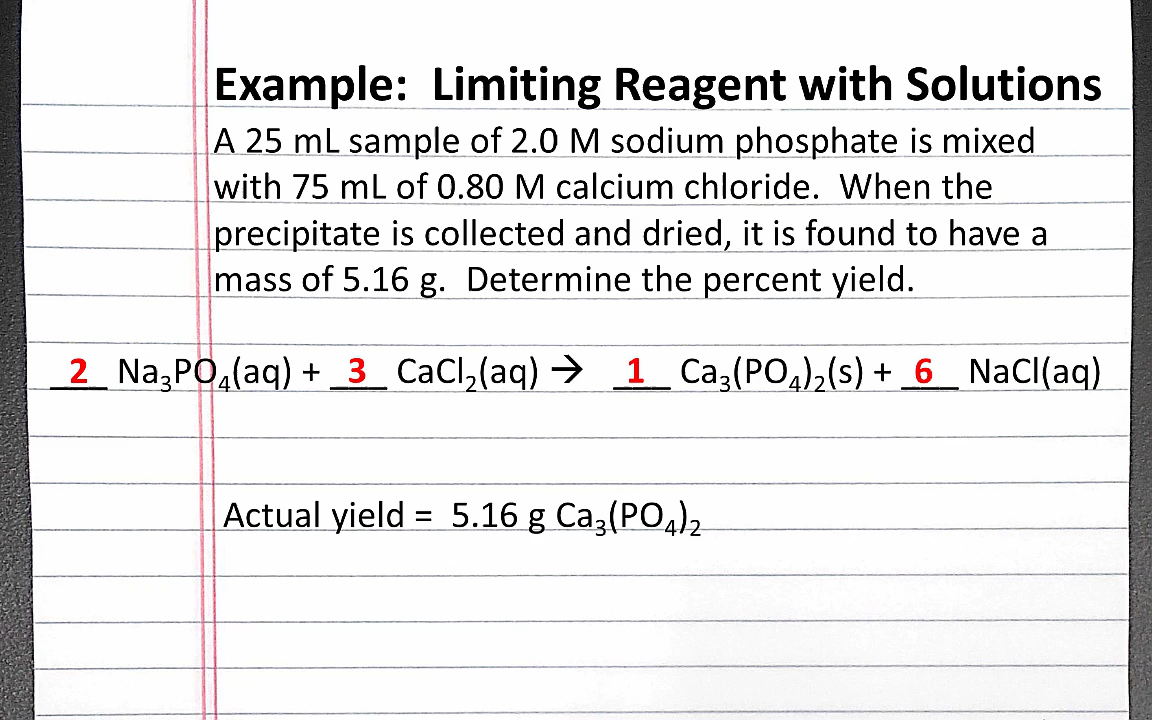 Example:  Limiting Reagent with Solutions
A 25 mL sample of 2.0 M sodium phosphate is mixed
with 75 mL of 0.80 M calcium chloride.  When the
precipitate is collected and dried, it is found to have a
mass of 5.16 g.  Determine the percent yield.
2 Na₃PO₄(aq) + 3 CaCl₂(aq) → 1 Ca₃(PO₄)₂(s) + 6 NaCl(aq)
Actual yield =  5.16 g Ca₃(PO₄)₂